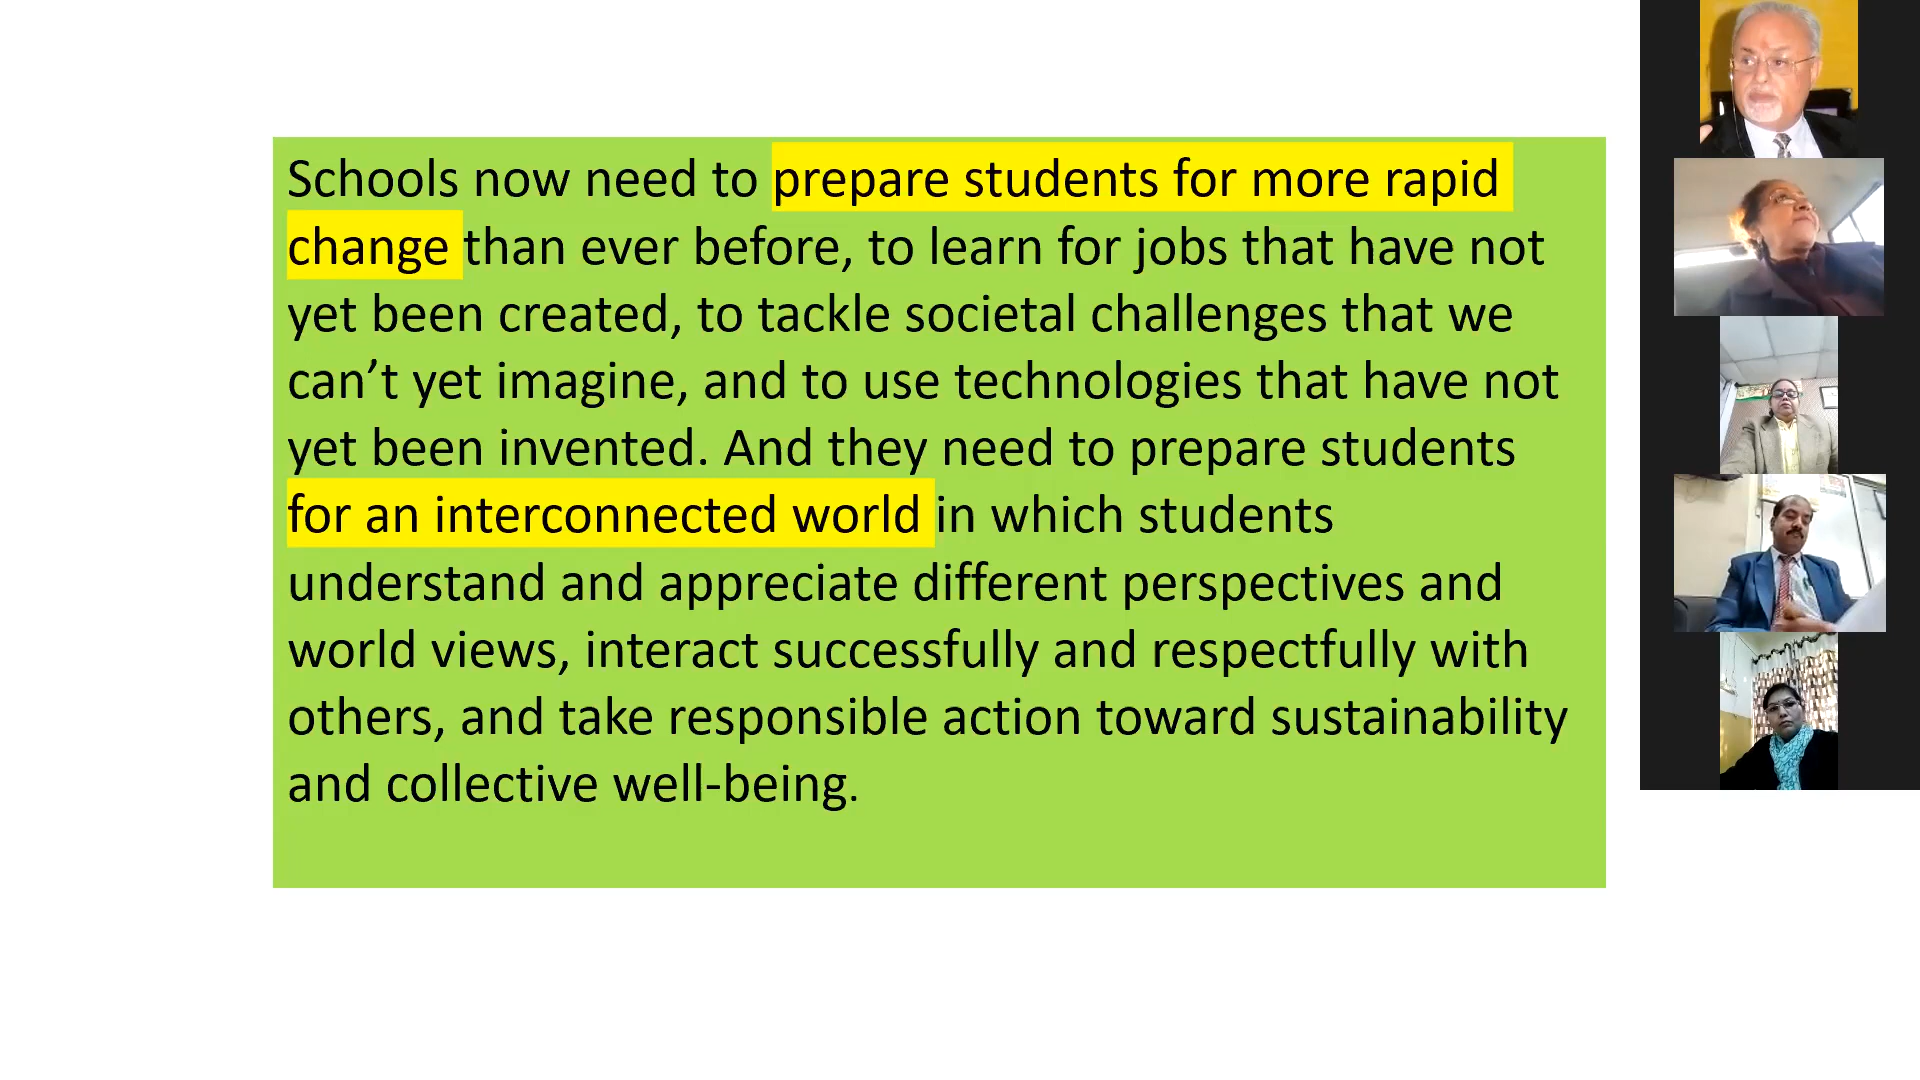 Schools now need to prepare students for more rapid
change than ever before, to learn for jobs that have not
yet been created, to tackle societal challenges that we
can’t yet imagine, and to use technologies that have not
yet been invented. And they need to prepare students
for an interconnected world in which students
understand and appreciate different perspectives and
world views, interact successfully and respectfully with
others, and take responsible action toward sustainability
and collective well-being.